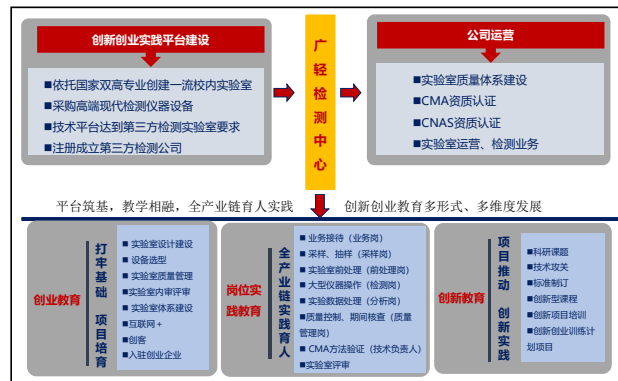 创新创业实践平台建设
■依托国家双高专业创建一流校内实验室
■采购高端现代检测仪器设备
■技术平台达到第三方检测实验室要求
■注册成立第三方检测公司
广轻检测中心
公司运营
■实验室质量体系建设
■CMA资质认证
■CNAS资质认证
■实验室运营、检测业务
平台筑基，教学相融，全产业链育人实践
创新创业教育多形式、多维度发展
创业教育
打牢基础 项目培育
■ 实验室设计建设
■ 设备选型
■ 实验室质量管理
■ 实验室内审评审
■ 实验室体系建设
■互联网＋
■创客
■入驻创业企业
岗位实
践教育
全产业链实践育人
■ 业务接待（业务岗）
■ 采样、抽样（采样岗）
■ 实验室前处理（前处理岗）
■ 大型仪器操作（检测岗）
■ 实验数据处理（分析岗）
■质量控制、期间核查（质量
管理岗）
■CMA方法验证（技术负责人）
■实验室评审
创新教育
项目推动 创新实践
■科研课题
■技术攻关
■标准制订
■创新型课程
■创新项目培训
■创新创业训练计
划项目